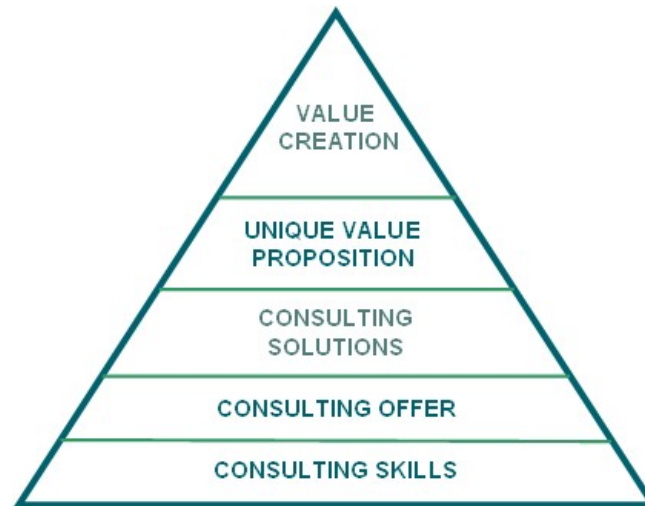 VALUE
CREATION
UNIQUE VALUE
PROPOSITION
CONSULTING
SOLUTIONS
CONSULTING OFFER
CONSULTING SKILLS